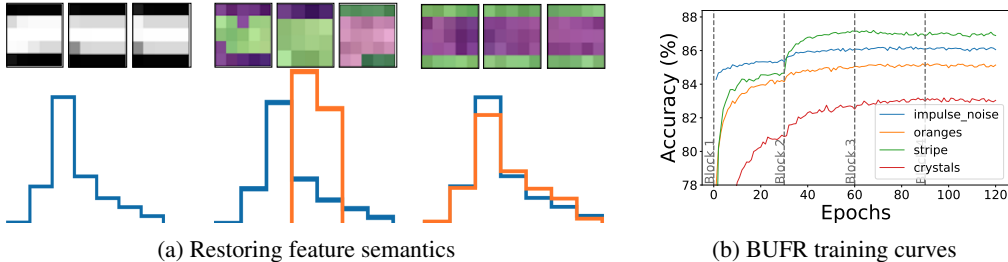 88
86
84
82
80
78
Accuracy (%)
Block 1
Block 2
Block 3
impulse_noise
oranges
stripe
crystals
0 20 40 60 80 100 120
Epochs
(a) Restoring feature semantics
(b) BUFR training curves